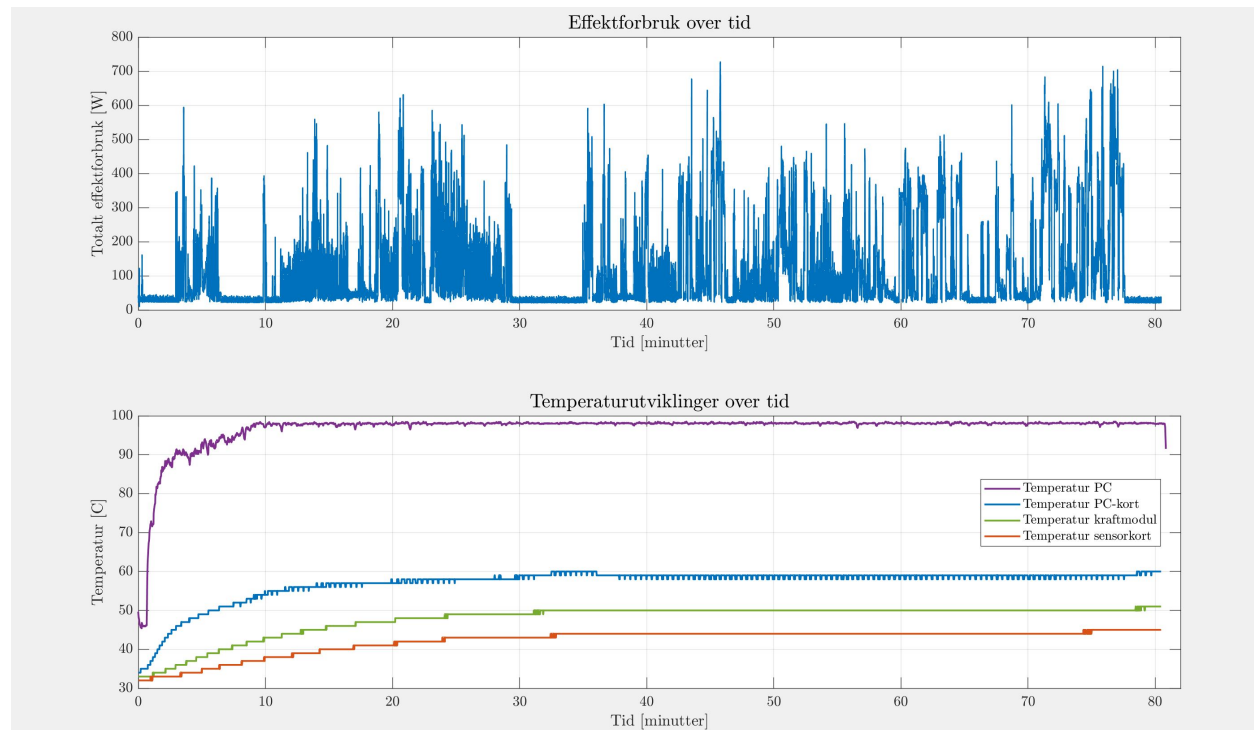 Effektforbruk over tid
Totalt effektforbruk [W]
800
700
600
500
400
300
200
100
0
0 10 20 30 40 50 60 70 80
Tid [minutter]
Temperaturutviklinger over tid
Temperatur [C]
100
90
80
70
60
50
40
30
Temperatur PC
Temperatur PC-kort
Temperatur kraftmodul
Temperatur sensorkort
0 10 20 30 40 50 60 70 80
Tid [minutter]